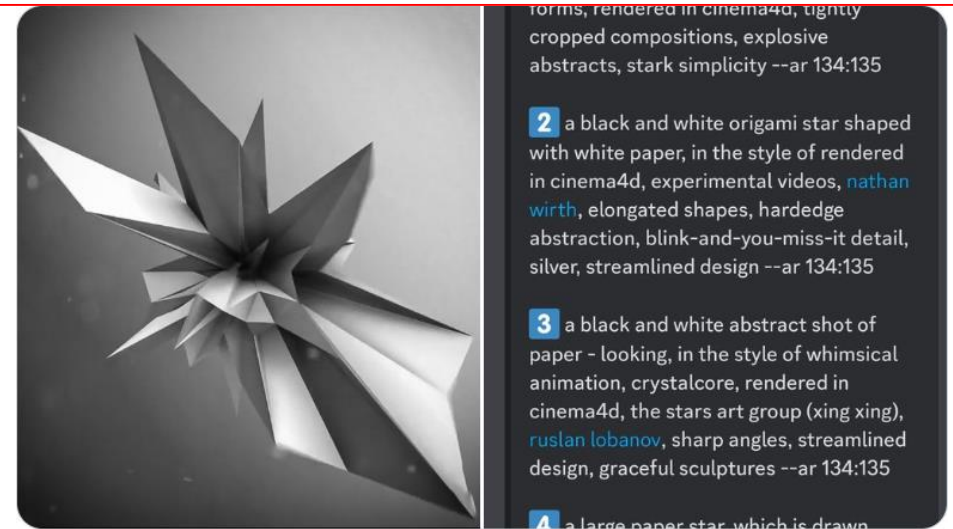 forms, rendered in cinema4d, tightly
cropped compositions, explosive
abstracts, stark simplicity --ar 134:135
2 a black and white origami star shaped
with white paper, in the style of rendered
in cinema4d, experimental videos, nathan
wirth, elongated shapes, hardedge
abstraction, blink-and-you-miss-it detail,
silver, streamlined design --ar 134:135
3 a black and white abstract shot of
paper - looking, in the style of whimsical
animation, crystalcore, rendered in
cinema4d, the stars art group (xing xing),
ruslan lobanov, sharp angles, streamlined
design, graceful sculptures --ar 134:135
4 a large paper star, which is drawn